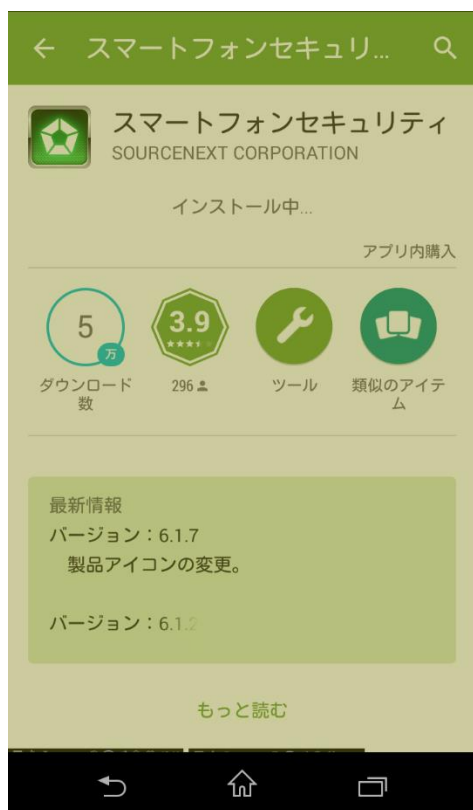 スマートフォンセキュリ...
スマートフォンセキュリティ
SOURCENEXT CORPORATION
インストール中...
アプリ内購入
5
万
3.9
ダウンロード
数
296
ツール
類似のアイテ
ム
最新情報
バージョン：6.1.7
製品アイコンの変更。
バージョン：6.1.2
もっと読む